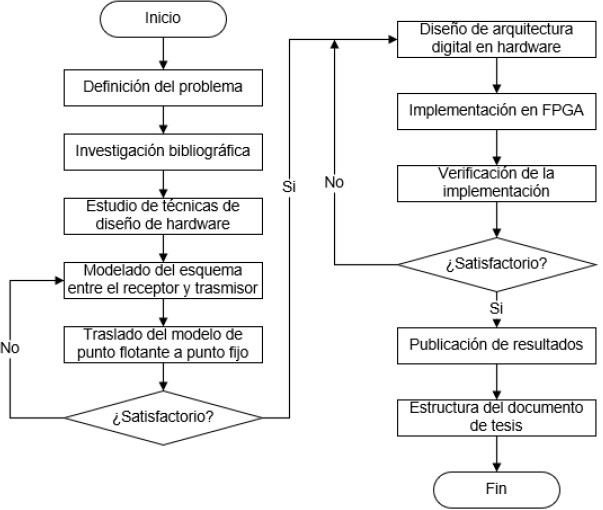 Inicio
Definición del problema
Investigación bibliográfica
Estudio de técnicas de
diseño de hardware
Modelado del esquema
entre el receptor y trasmisor
Traslado del modelo de
punto flotante a punto fijo
No
¿Satisfactorio?
Si
Diseño de arquitectura
digital en hardware
Implementación en FPGA
Verificación de la
implementación
No
¿Satisfactorio?
Si
Publicación de resultados
Estructura del documento
de tesis
Fin